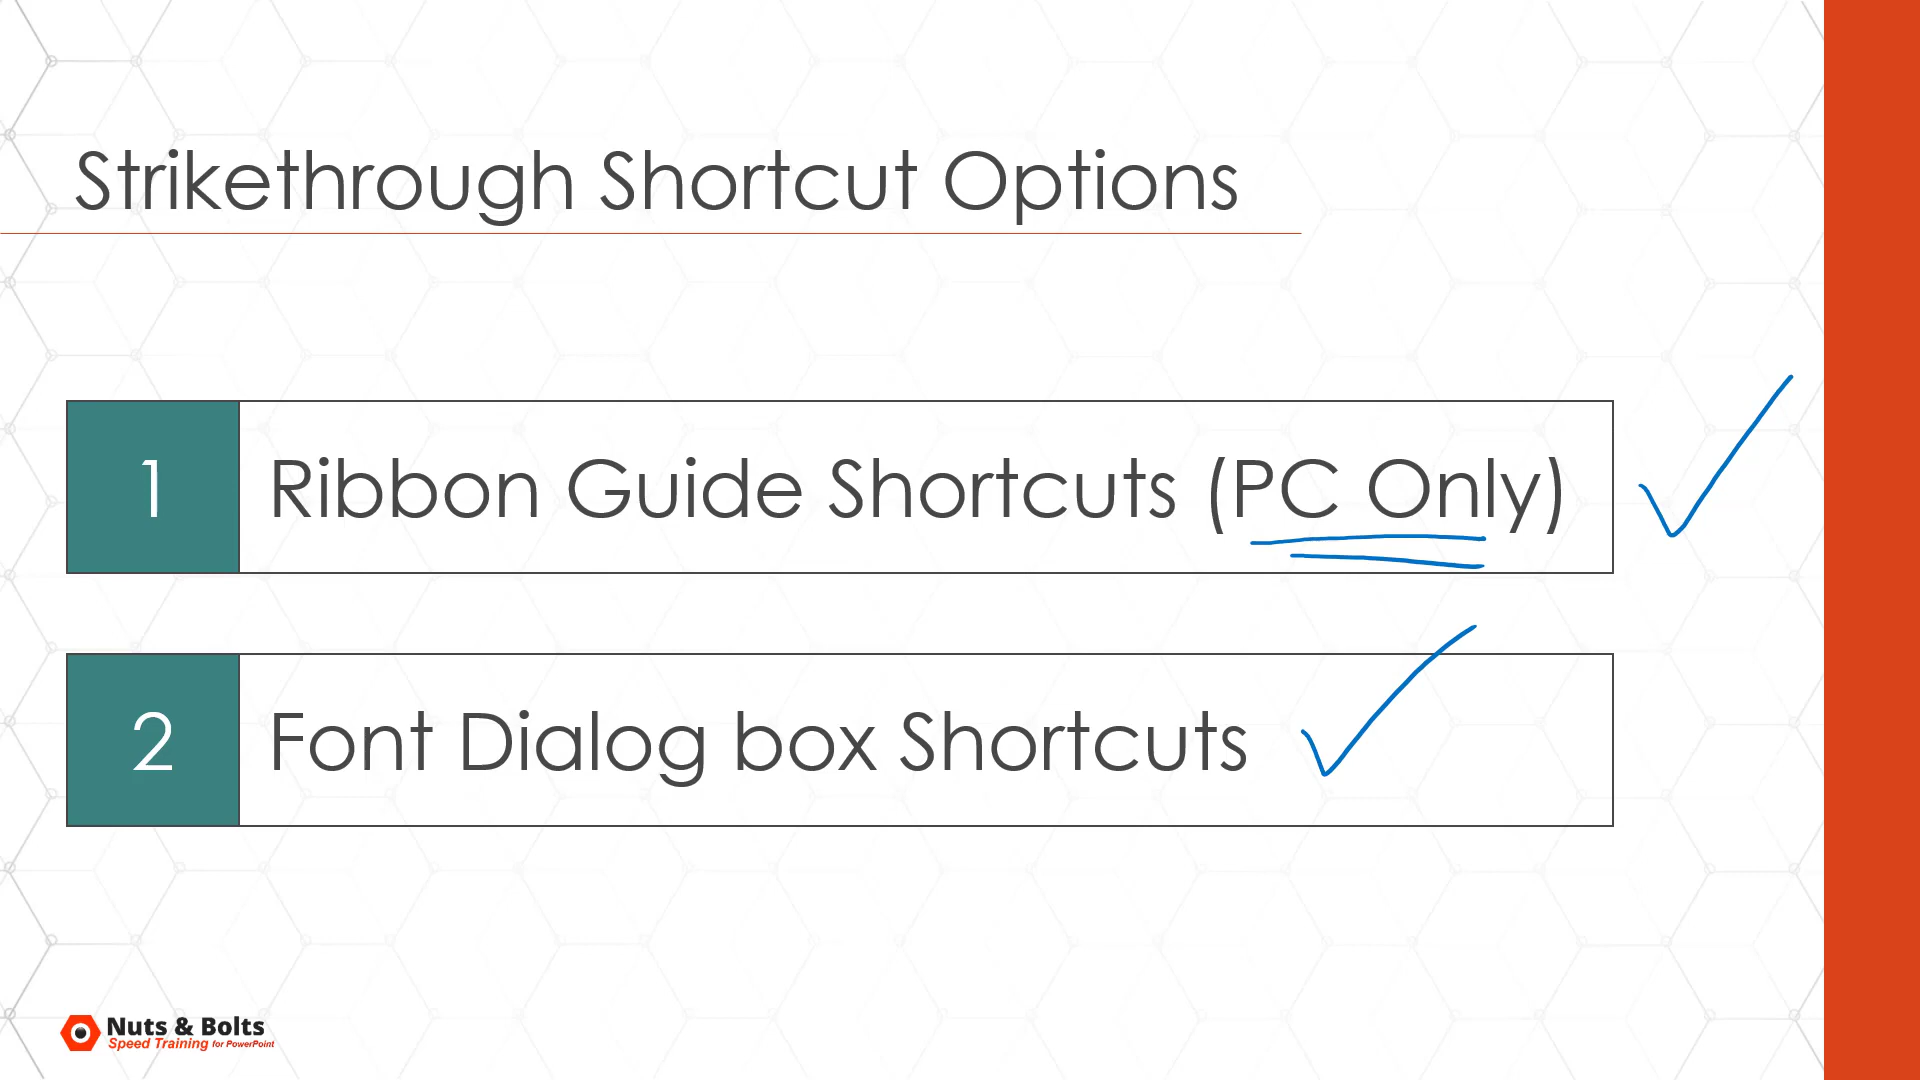 Strikethrough Shortcut Options
1 Ribbon Guide Shortcuts (PC Only)
2 Font Dialog box Shortcuts
Nuts & Bolts
Speed Training for PowerPoint